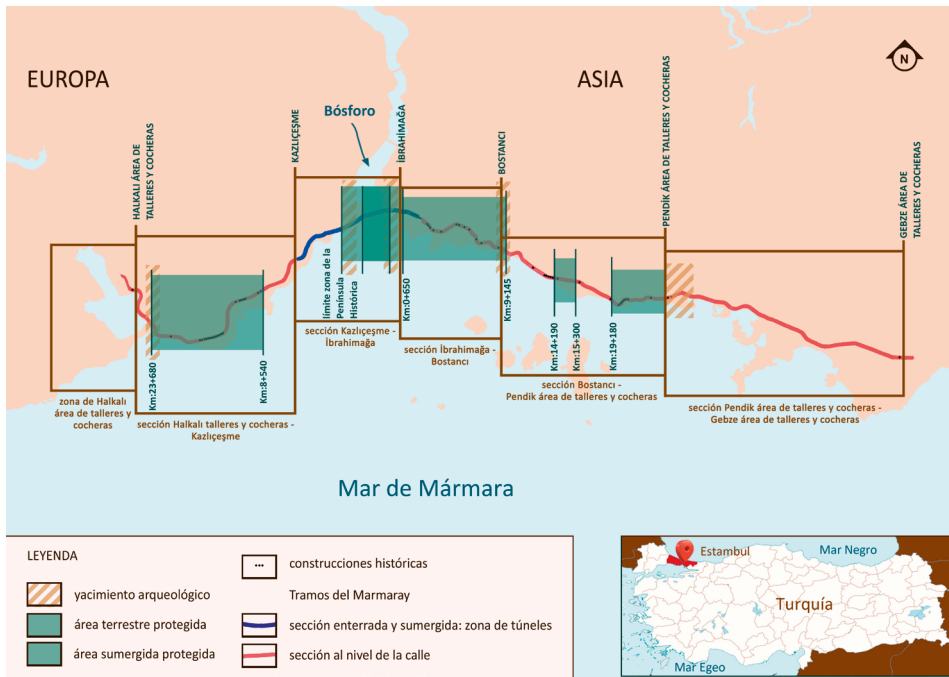 EUROPA
ASIA
N
Bósforo
HALKALI ÁREA DE
TALLERES Y COCHERAS
KAZLIÇEŞME
İBRAHİMAĞA
BOSTANCI
PENDİK ÁREA DE TALLERES Y COCHERAS
GEBZE ÁREA DE
TALLERES Y COCHERAS
límite zona de la
Península
Histórica
Km:0+650
Km:9+145
Km:14+190
Km:15+300
Km:19+180
Km:23+680
Km:8+540
sección Kazlıçeşme -
İbrahimağa
sección İbrahimağa -
Bostancı
sección Bostancı -
Pendik área de talleres y cocheras
zona de Halkalı
área de talleres y
cocheras
sección Halkalı talleres y cocheras -
Kazlıçeşme
sección Pendik área de talleres y cocheras -
Gebze área de talleres y cocheras
Mar de Mármara
LEYENDA
yacimiento arqueológico
área terrestre protegida
área sumergida protegida
construcciones históricas
Tramos del Marmaray
sección enterrada y sumergida: zona de túneles
sección al nivel de la calle
Estambul
Mar Negro
Turquía
Mar Egeo